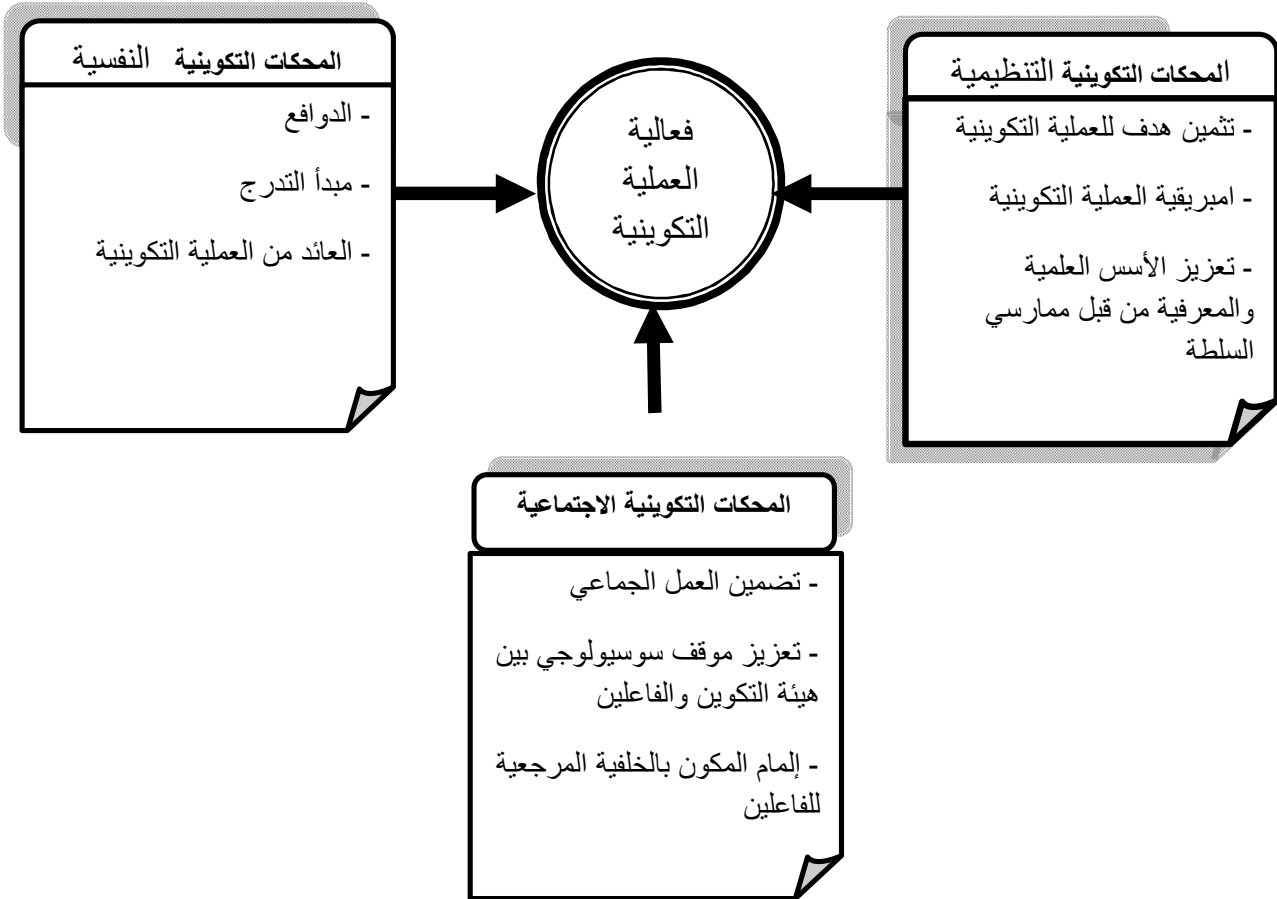 المحكات التكوينية التنظيمية
- تثمين هدف للعملية التكوينية
- امبريقية العملية التكوينية
- تعزيز الأسس العلمية
والمعرفية من قبل ممارسي
السلطة
فعالية
العملية
التكوينية
المحكات التكوينية النفسية
- الدوافع
- مبدأ التدرج
- العائد من العملية التكوينية
المحكات التكوينية الاجتماعية
- تضمين العمل الجماعي
- تعزيز موقف سوسيولوجي بين
هيئة التكوين والفاعلين
- إلمام المكون بالخلفية المرجعية
للفاعلين